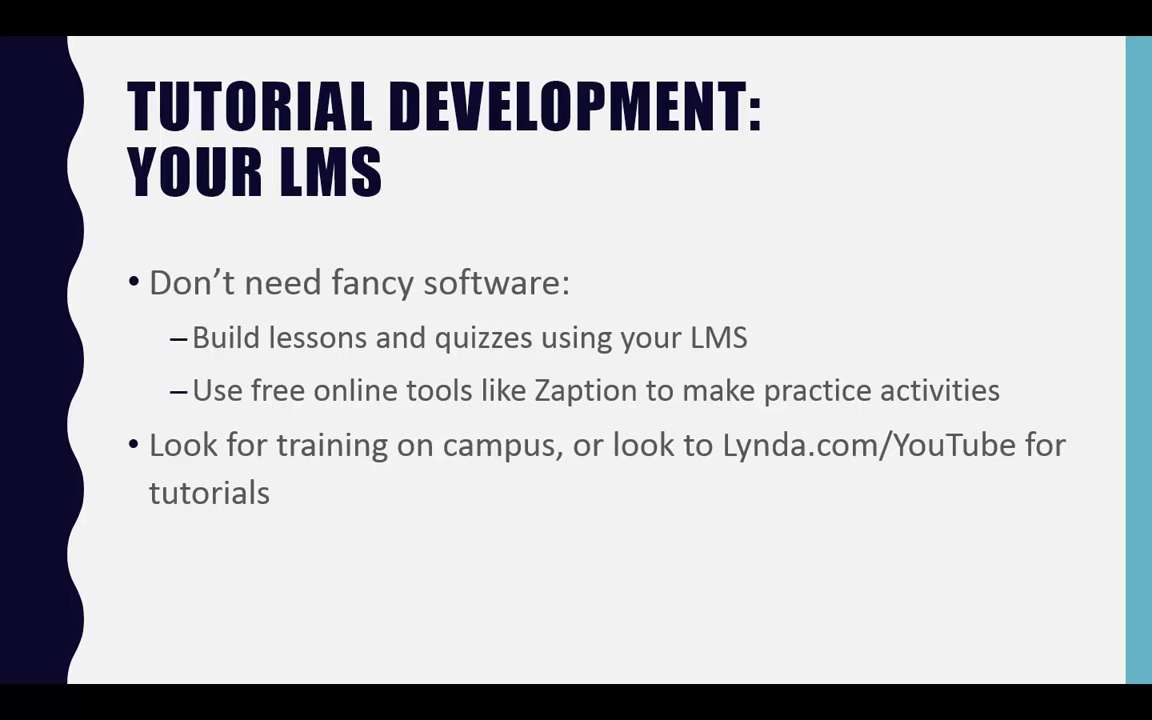 TUTORIAL DEVELOPMENT:
YOUR LMS
• Don’t need fancy software:
– Build lessons and quizzes using your LMS
– Use free online tools like Zaption to make practice activities
• Look for training on campus, or look to Lynda.com/YouTube for
tutorials